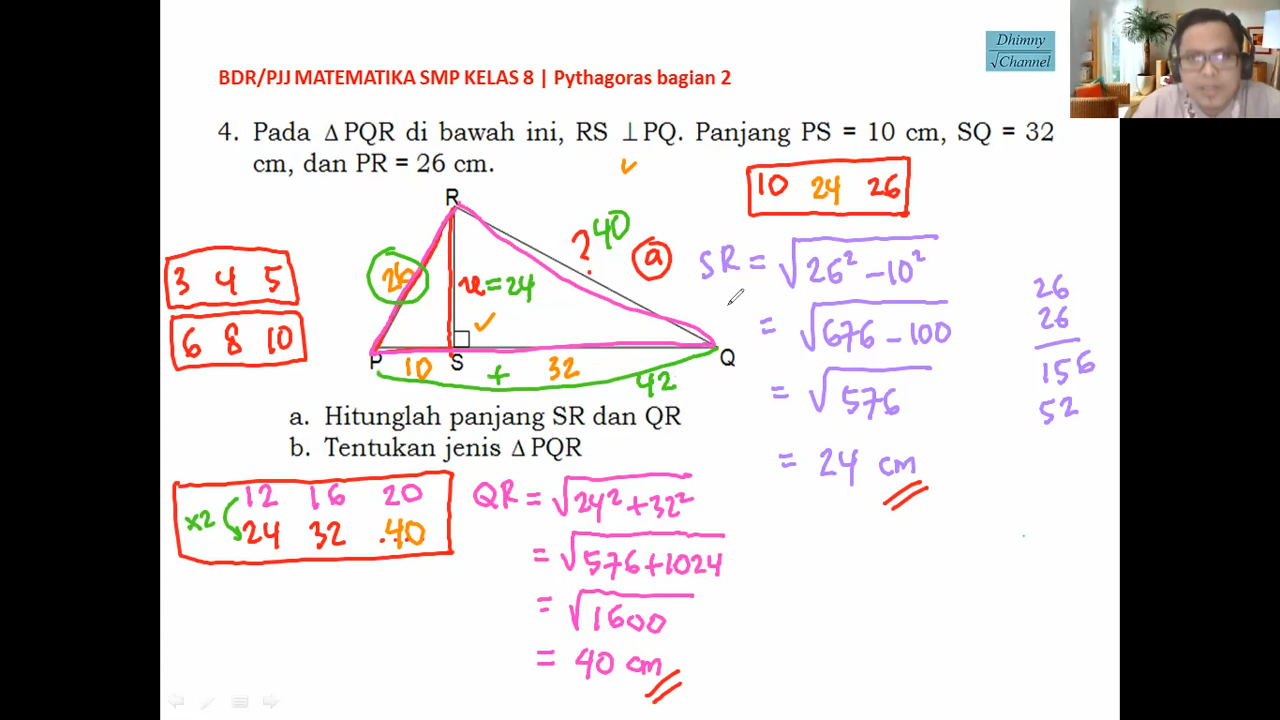 Dhimny
√Channel
BDR/PJJ MATEMATIKA SMP KELAS 8 | Pythagoras bagian 2
4. Pada Δ PQR di bawah ini, RS ⊥ PQ. Panjang PS = 10 cm, SQ = 32
cm, dan PR = 26 cm.
10 24 26
R
? 40
a
26
= 24
3 4 5
6 8 10
P
S
Q
10 + 32
42
SR = √26² - 10²
= √676 - 100
= √576
= 24 cm
26
26
156
52
a. Hitunglah panjang SR dan QR
b. Tentukan jenis Δ PQR
12 16 20
x2
24 32 40
QR = √24² + 32²
= √576 + 1024
= √1600
= 40 cm